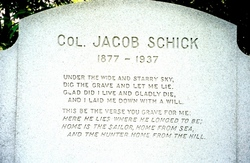 COL. JACOB SCHICK
1877 - 1937
UNDER THE WIDE AND STARRY SKY,
DIG THE GRAVE AND LET ME LIE.
GLAD DID I LIVE AND GLADLY DIE,
AND I LAID ME DOWN WITH A WILL.
THIS BE THE VERSE YOU GRAVE FOR ME:
HERE HE LIES WHERE HE LONGED TO BE;
HOME IS THE SAILOR, HOME FROM SEA,
AND THE HUNTER HOME FROM THE HILL.